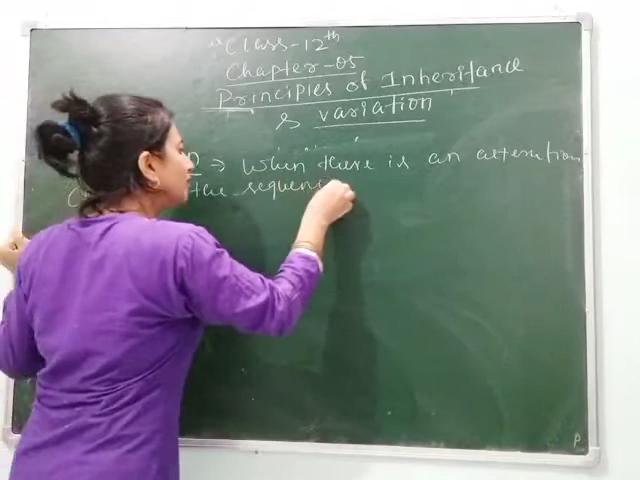 Class-12th
Chapter-05
Principles of Inheritance
& variation
⇒ When there is an alteration
the sequen
P